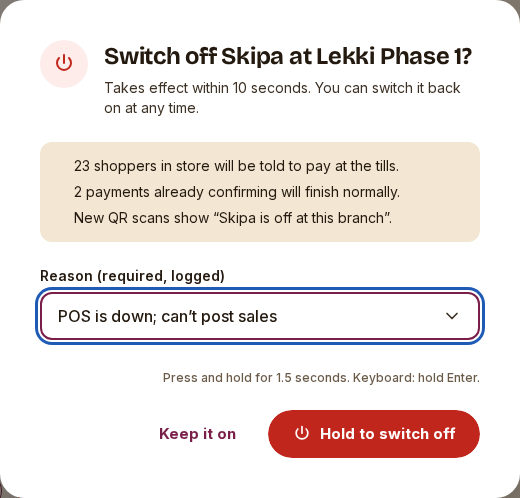 Switch off Skipa at Lekki Phase 1?
Takes effect within 10 seconds. You can switch it back
on at any time.
23 shoppers in store will be told to pay at the tills.
2 payments already confirming will finish normally.
New QR scans show “Skipa is off at this branch”.
Reason (required, logged)
POS is down; can’t post sales
Press and hold for 1.5 seconds. Keyboard: hold Enter.
Keep it on
Hold to switch off